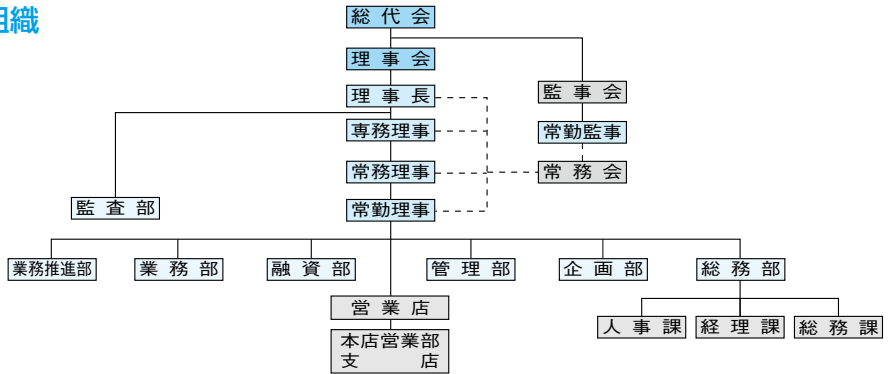 組織
総代会
理事会
理事長
監事会
専務理事
常勤監事
常務理事
常務会
監査部
常勤理事
業務推進部
業務部
融資部
管理部
企画部
総務部
営業店
人事課
経理課
総務課
本店営業部
支店